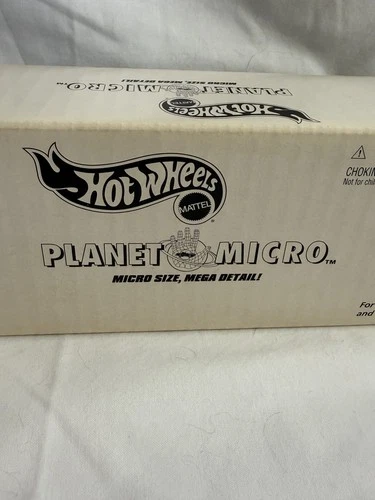 MICRO SIZE, MEGA DETAIL!
PLANET MICRO™
HOT WHEELS
MATTEL
HOT WHEELS
MATTEL
PLANET MICRO™
MICRO SIZE, MEGA DETAIL!
CHOKIN
Not for chil
For
and